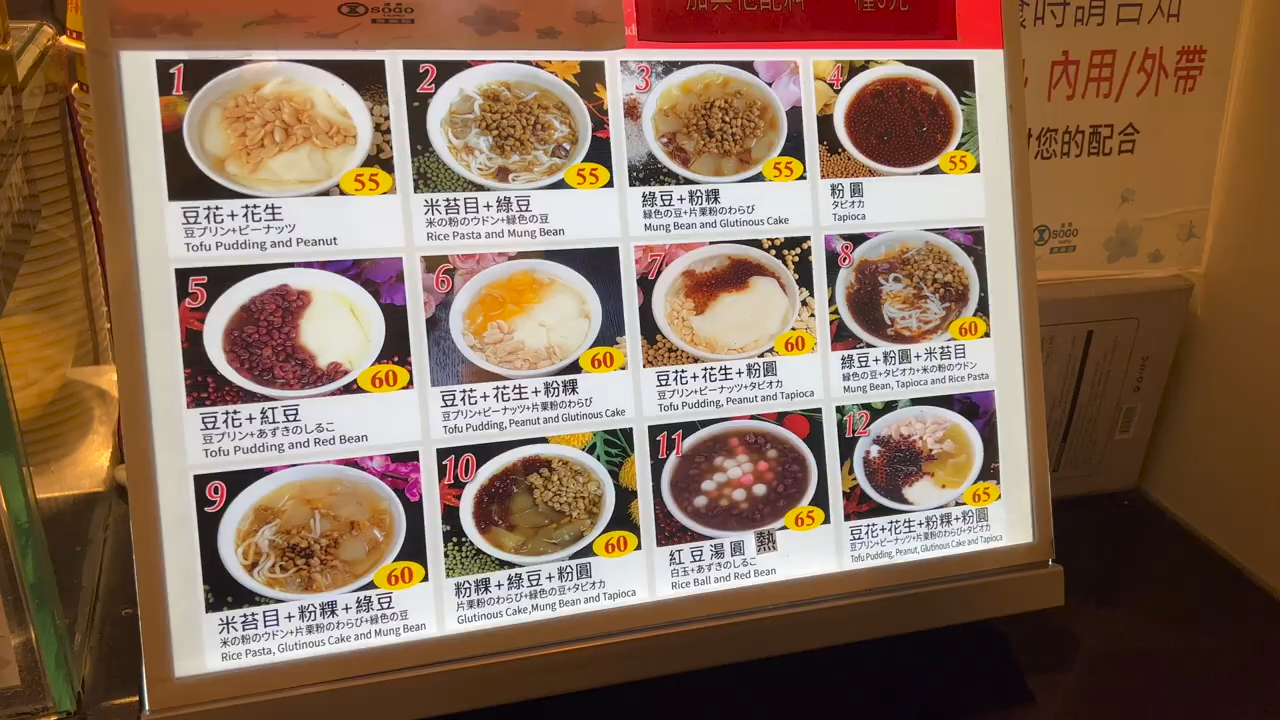 SOGO
加其他配料
時請告知
內用/外帶
您的配合
SOGO
1
55
豆花+花生
豆プリン+ピーナッツ
Tofu Pudding and Peanut
2
55
米苔目+綠豆
米の粉のウドン+緑色の豆
Rice Pasta and Mung Bean
3
55
綠豆+粉粿
緑色の豆+片栗粉のわらび
Mung Bean and Glutinous Cake
4
55
粉圓
タピオカ
Tapioca
5
60
豆花+紅豆
豆プリン+あずきのしるこ
Tofu Pudding and Red Bean
6
60
豆花+花生+粉粿
豆プリン+ピーナッツ+片栗粉のわらび
Tofu Pudding, Peanut and Glutinous Cake
7
60
豆花+花生+粉圓
豆プリン+ピーナッツ+タピオカ
Tofu Pudding, Peanut and Tapioca
8
60
綠豆+粉圓+米苔目
緑色の豆+タピオカ+米の粉のウドン
Mung Bean, Tapioca and Rice Pasta
9
60
米苔目+粉粿+綠豆
米の粉のウドン+片栗粉のわらび+緑色の豆
Rice Pasta, Glutinous Cake and Mung Bean
10
60
粉粿+綠豆+粉圓
片栗粉のわらび+緑色の豆+タピオカ
Glutinous Cake,Mung Bean and Tapioca
11
65
紅豆湯圓 熱
白玉+あずきのしるこ
Rice Ball and Red Bean
12
65
豆花+花生+粉粿+粉圓
豆プリン+ピーナッツ+片栗粉のわらび+タピオカ
Tofu Pudding, Peanut, Glutinous Cake and Tapioca